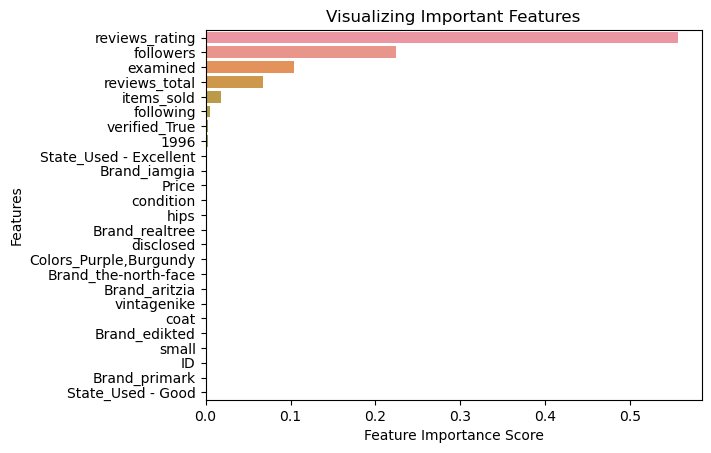 Visualizing Important Features
reviews_rating
followers
examined
reviews_total
items_sold
following
verified_True
1996
State_Used - Excellent
Brand_iamgia
Price
condition
hips
Brand_realtree
disclosed
Colors_Purple,Burgundy
Brand_the-north-face
Brand_aritzia
vintagenike
coat
Brand_edikted
small
ID
Brand_primark
State_Used - Good
Features
0.0 0.1 0.2 0.3 0.4 0.5
Feature Importance Score